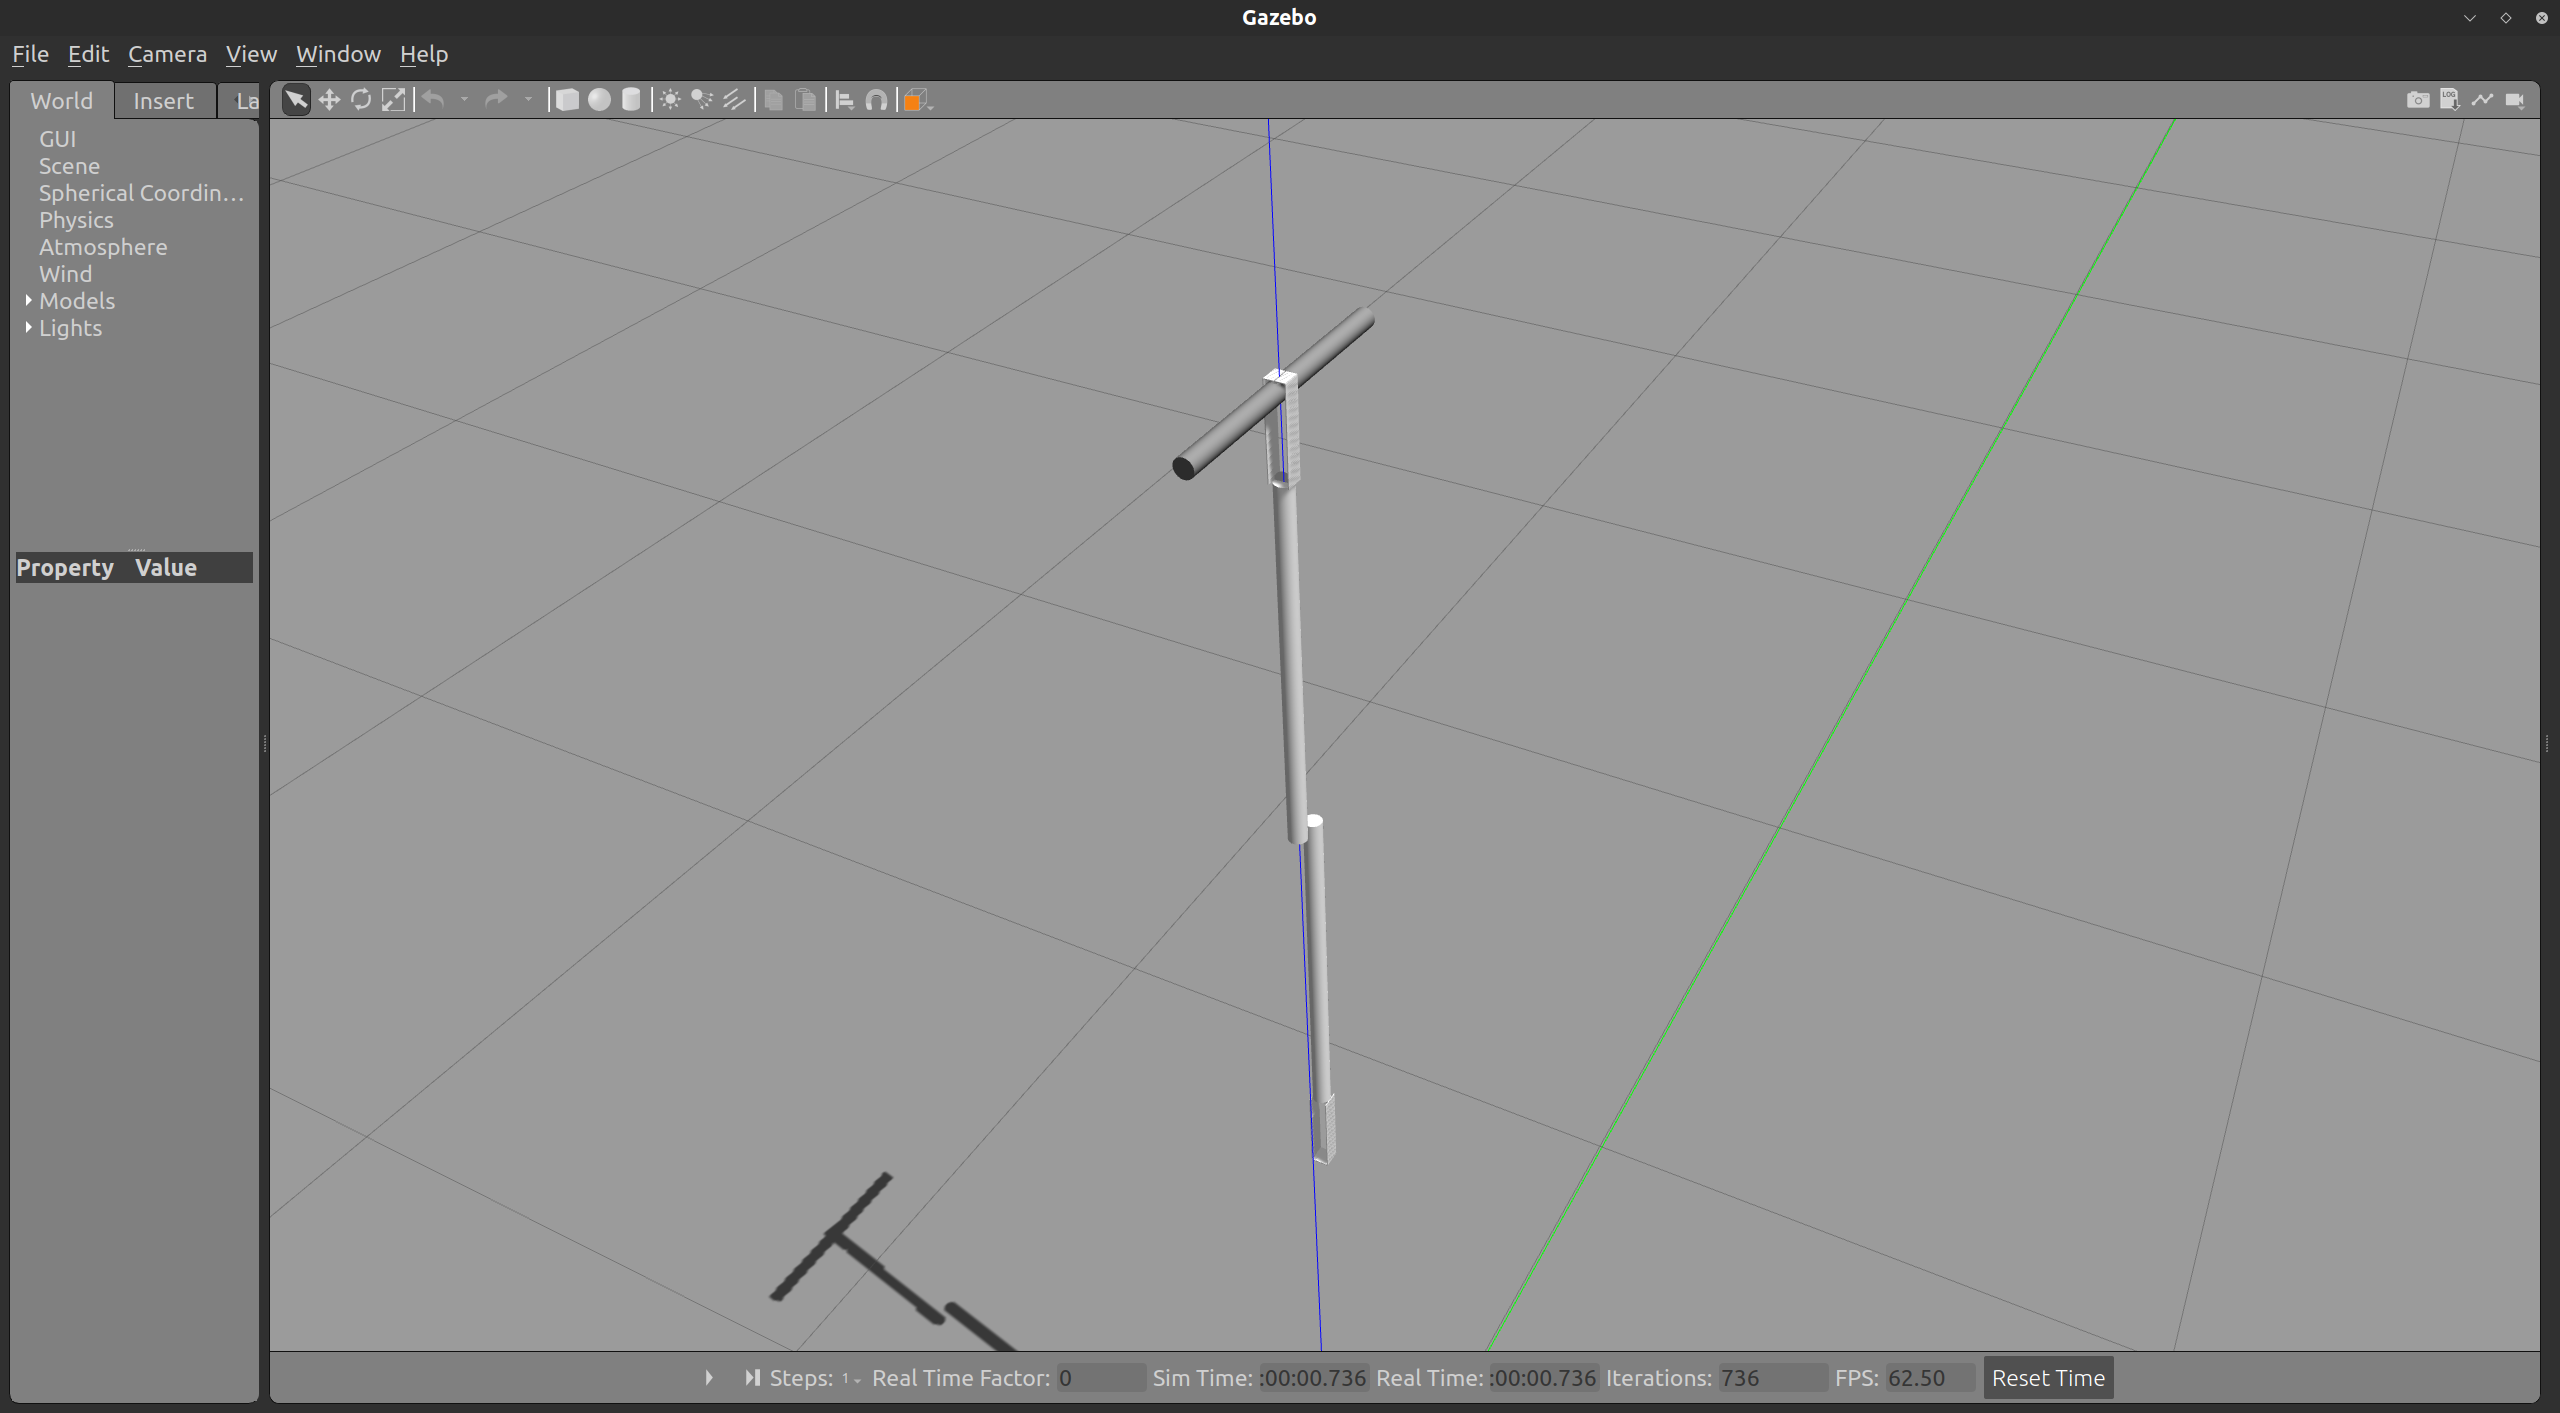 Gazebo
File Edit Camera View Window Help
World Insert La
GUI
Scene
Spherical Coordin...
Physics
Atmosphere
Wind
Models
Lights
Property Value
LOG
Steps: 1 Real Time Factor: 0 Sim Time: :00:00.736 Real Time: :00:00.736 Iterations: 736 FPS: 62.50 Reset Time